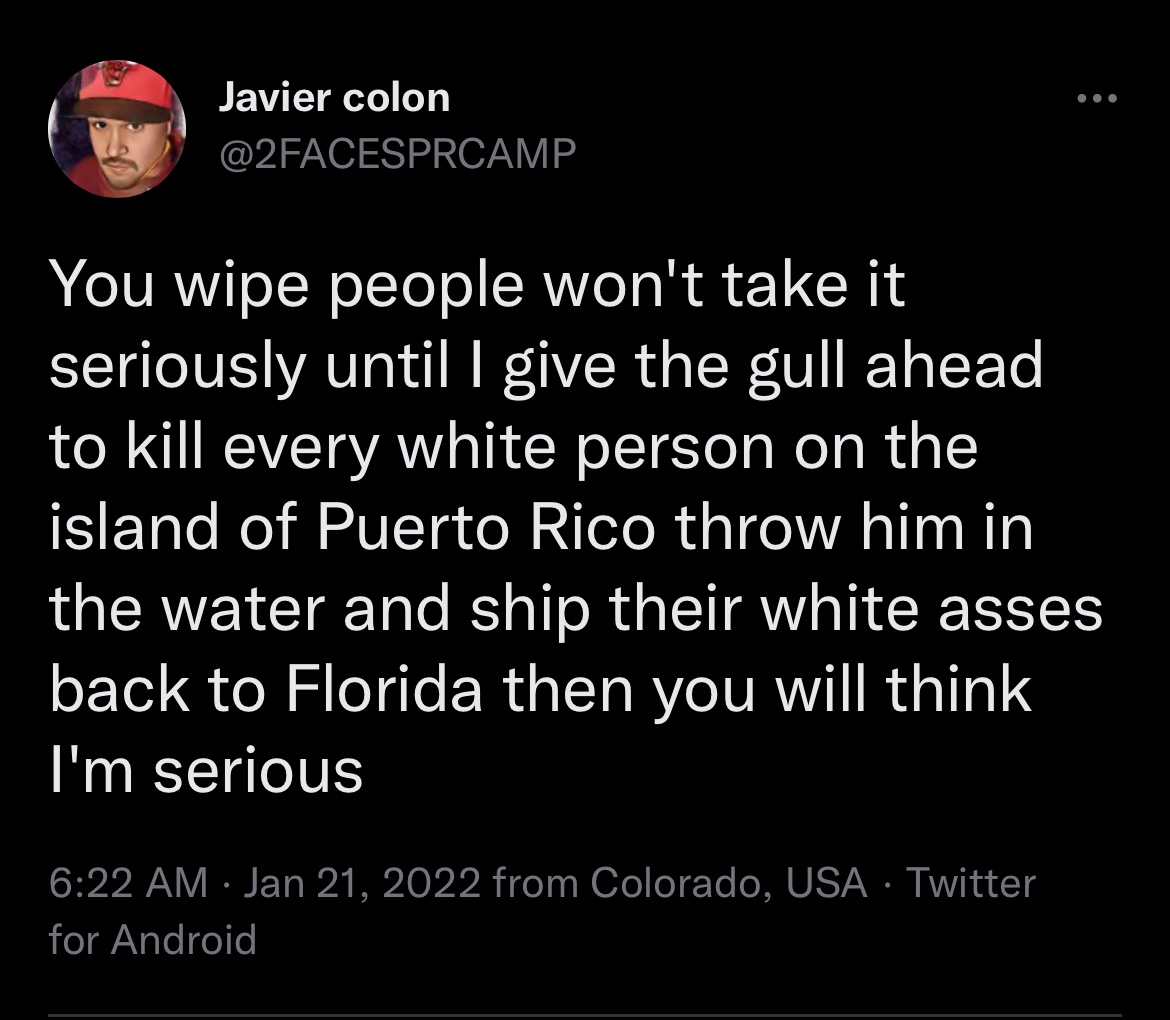 Javier colon
@2FACESPRCAMP
You wipe people won't take it
seriously until I give the gull ahead
to kill every white person on the
island of Puerto Rico throw him in
the water and ship their white asses
back to Florida then you will think
I'm serious
6:22 AM · Jan 21, 2022 from Colorado, USA · Twitter
for Android